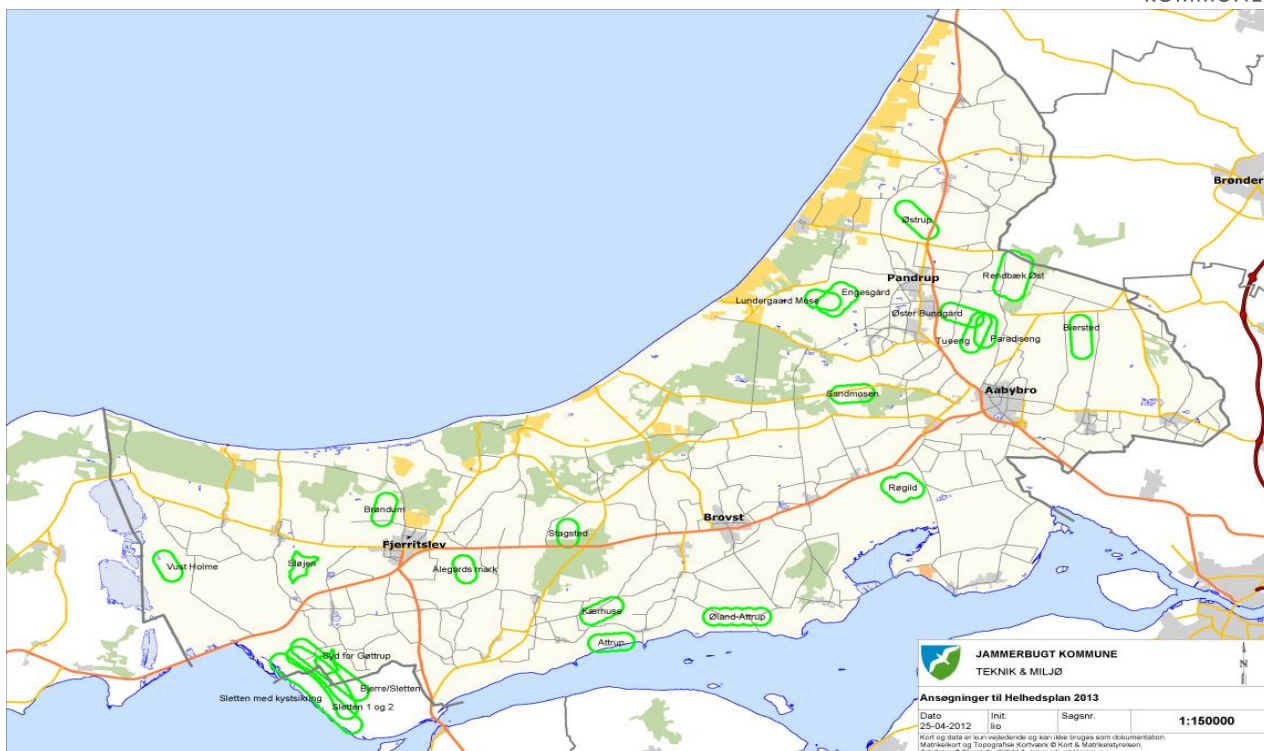 KOMMUNE
Brønder
Østrup
Pandrup
Rendbæk Øst
Engesgård
Lundergaard Mose
Øster Bundgård
Biersted
Tueeng
Paradiseng
Aabybro
Sandmosen
Røgild
Brøndum
Brovst
Stagsted
Fjerritslev
Vust Holme
Sløjen
Alegards mark
Kærhuse
Øland-Attrup
Attrup
Syd for Gøttrup
Bjerre/Sletten
Sletten med kystsikring
Sletten 1 og 2
JAMMERBUGT KOMMUNE
TEKNIK & MILJØ
N
Ansøgninger til Helhedsplan 2013
Dato Init. Sagsnr.
25-04-2012 lio 1:150000
Kort og data er kun vejledende og kan ikke bruges som dokumentation.
Matrikelkort og Topografisk Kortværk © Kort & Matrikelstyrelsen,